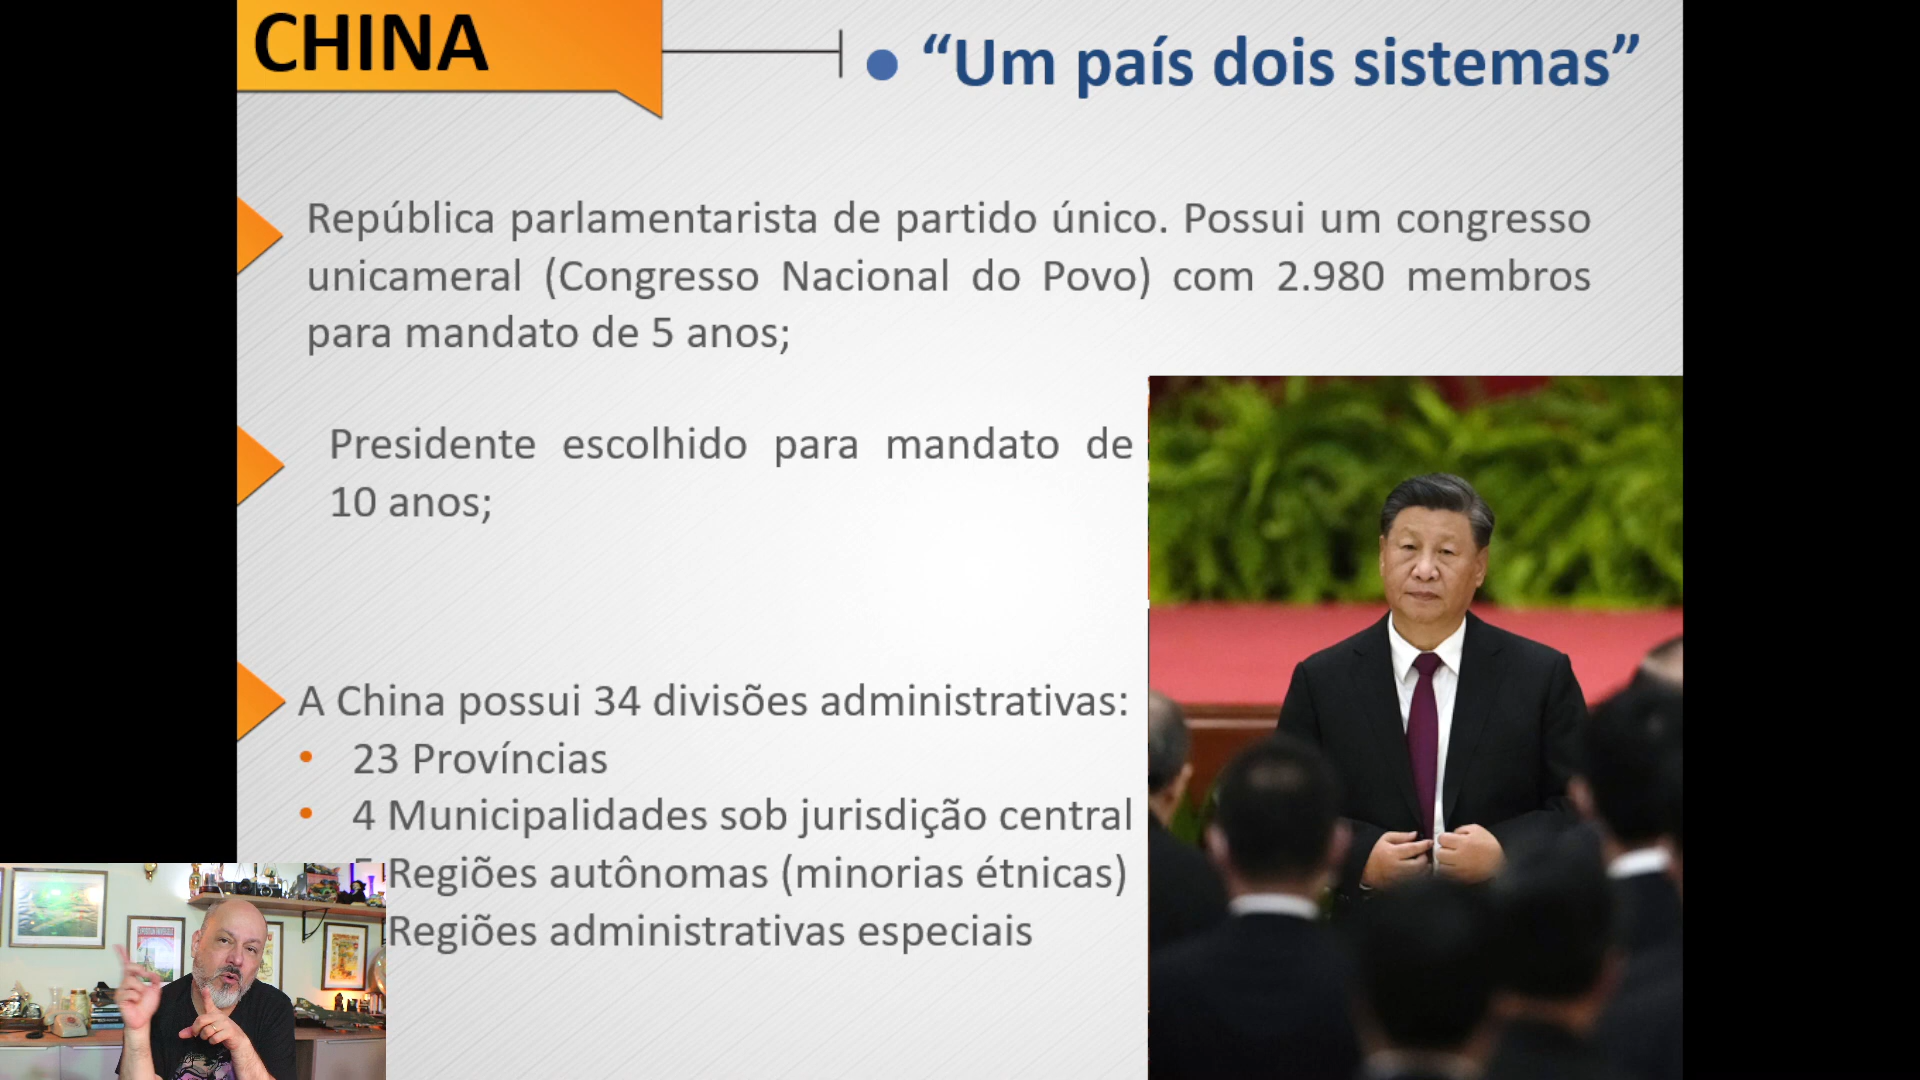 CHINA
“Um país dois sistemas”
República parlamentarista de partido único. Possui um congresso
unicameral (Congresso Nacional do Povo) com 2.980 membros
para mandato de 5 anos;
Presidente escolhido para mandato de
10 anos;
A China possui 34 divisões administrativas:
• 23 Províncias
• 4 Municipalidades sob jurisdição central
Regiões autônomas (minorias étnicas)
Regiões administrativas especiais